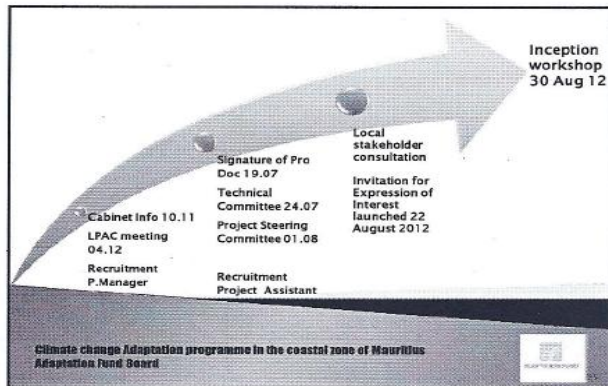 Inception
workshop
30 Aug 12
Cabinet Info 10.11
LPAC meeting
04.12
Recruitment
P.Manager
Signature of Pro
Doc 19.07
Technical
Committee 24.07
Project Steering
Committee 01.08
Recruitment
Project Assistant
Local
stakeholder
consultation
Invitation for
Expression of
Interest
launched 22
August 2012
Climate change Adaptation programme in the coastal zone of Mauritius
Adaptation Fund Board